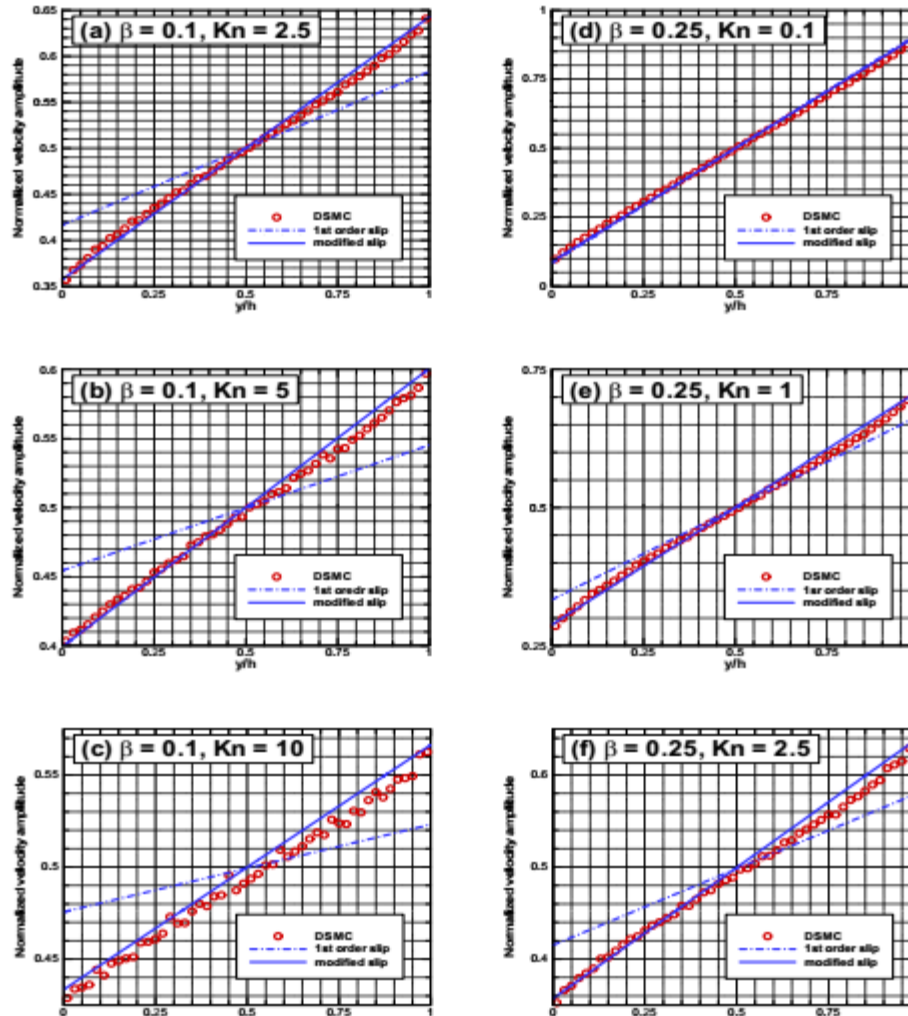 (a) β = 0.1, Kn = 2.5
Normalized velocity amplitude
0.65
0.6
0.55
0.5
0.45
0.4
0.35
0
0.25
0.5
0.75
1
y/h
DSMC
1st order slip
modified slip
(d) β = 0.25, Kn = 0.1
Normalized velocity amplitude
1
0.75
0.5
0.25
0
0
0.25
0.5
0.75
y/h
DSMC
1st order slip
modified slip
(b) β = 0.1, Kn = 5
Normalized velocity amplitude
0.6
0.55
0.5
0.45
0.4
0
0.25
0.5
0.75
1
y/h
DSMC
1st oredr slip
modified slip
(e) β = 0.25, Kn = 1
Normalized velocity amplitude
0.75
0.5
0.25
0
0.25
0.5
0.75
y/h
DSMC
1sr order slip
modified slip
(c) β = 0.1, Kn = 10
Normalized velocity amplitude
0.55
0.5
0.45
0
0.25
0.5
0.75
1
DSMC
1st order slip
modified slip
(f) β = 0.25, Kn = 2.5
Normalized velocity amplitude
0.6
0.5
0.4
0
0.25
0.5
0.75
DSMC
1st order slip
modified slip